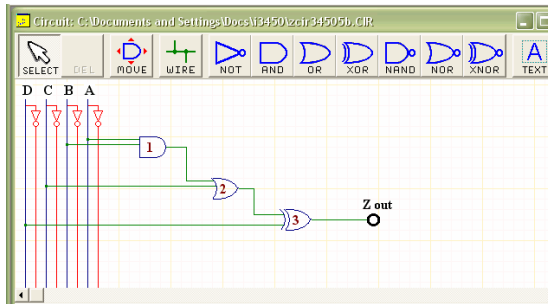 Circuit: C:\Documents and Settings\Docs\i3450\zcir34505b.CIR
SELECT DEL MOVE WIRE NOT AND OR XOR NAND NOR XNOR A TEXT
D C B A
1
2
Z out
3